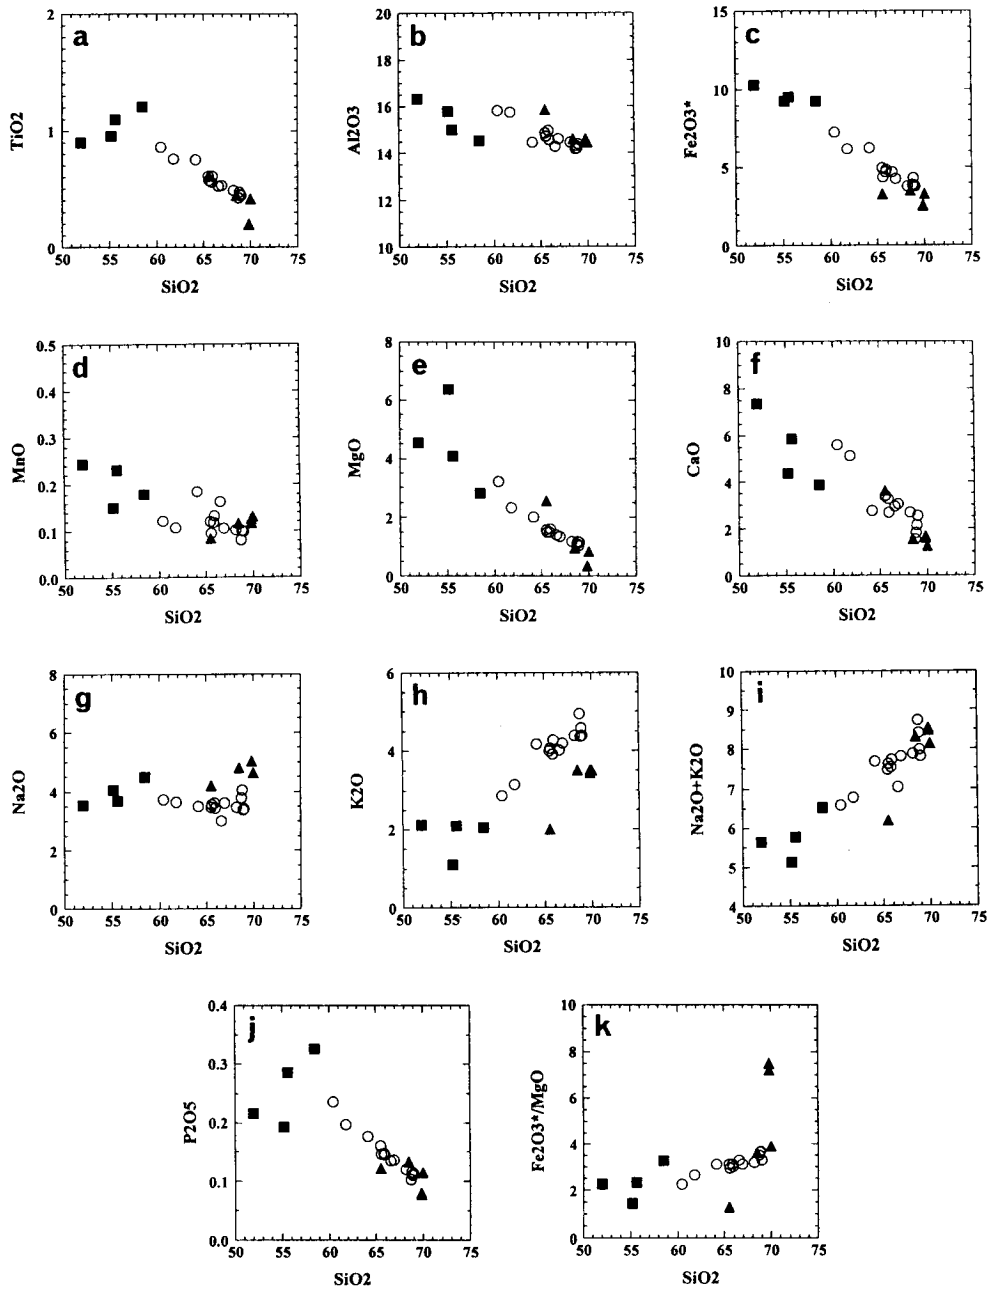 a
TiO2
2
1
0
50 55 60 65 70 75
SiO2
b
Al2O3
20
18
16
14
12
10
50 55 60 65 70 75
SiO2
c
Fe2O3*
15
10
5
0
50 55 60 65 70 75
SiO2
d
MnO
0.5
0.4
0.3
0.2
0.1
0.0
50 55 60 65 70 75
SiO2
e
MgO
8
6
4
2
0
50 55 60 65 70 75
SiO2
f
CaO
10
8
6
4
2
0
50 55 60 65 70 75
SiO2
g
Na2O
8
6
4
2
0
50 55 60 65 70 75
SiO2
h
K2O
6
4
2
0
50 55 60 65 70 75
SiO2
i
Na2O+K2O
10
9
8
7
6
5
4
50 55 60 65 70 75
SiO2
j
P2O5
0.4
0.3
0.2
0.1
0.0
50 55 60 65 70 75
SiO2
k
Fe2O3*/MgO
10
8
6
4
2
0
50 55 60 65 70 75
SiO2